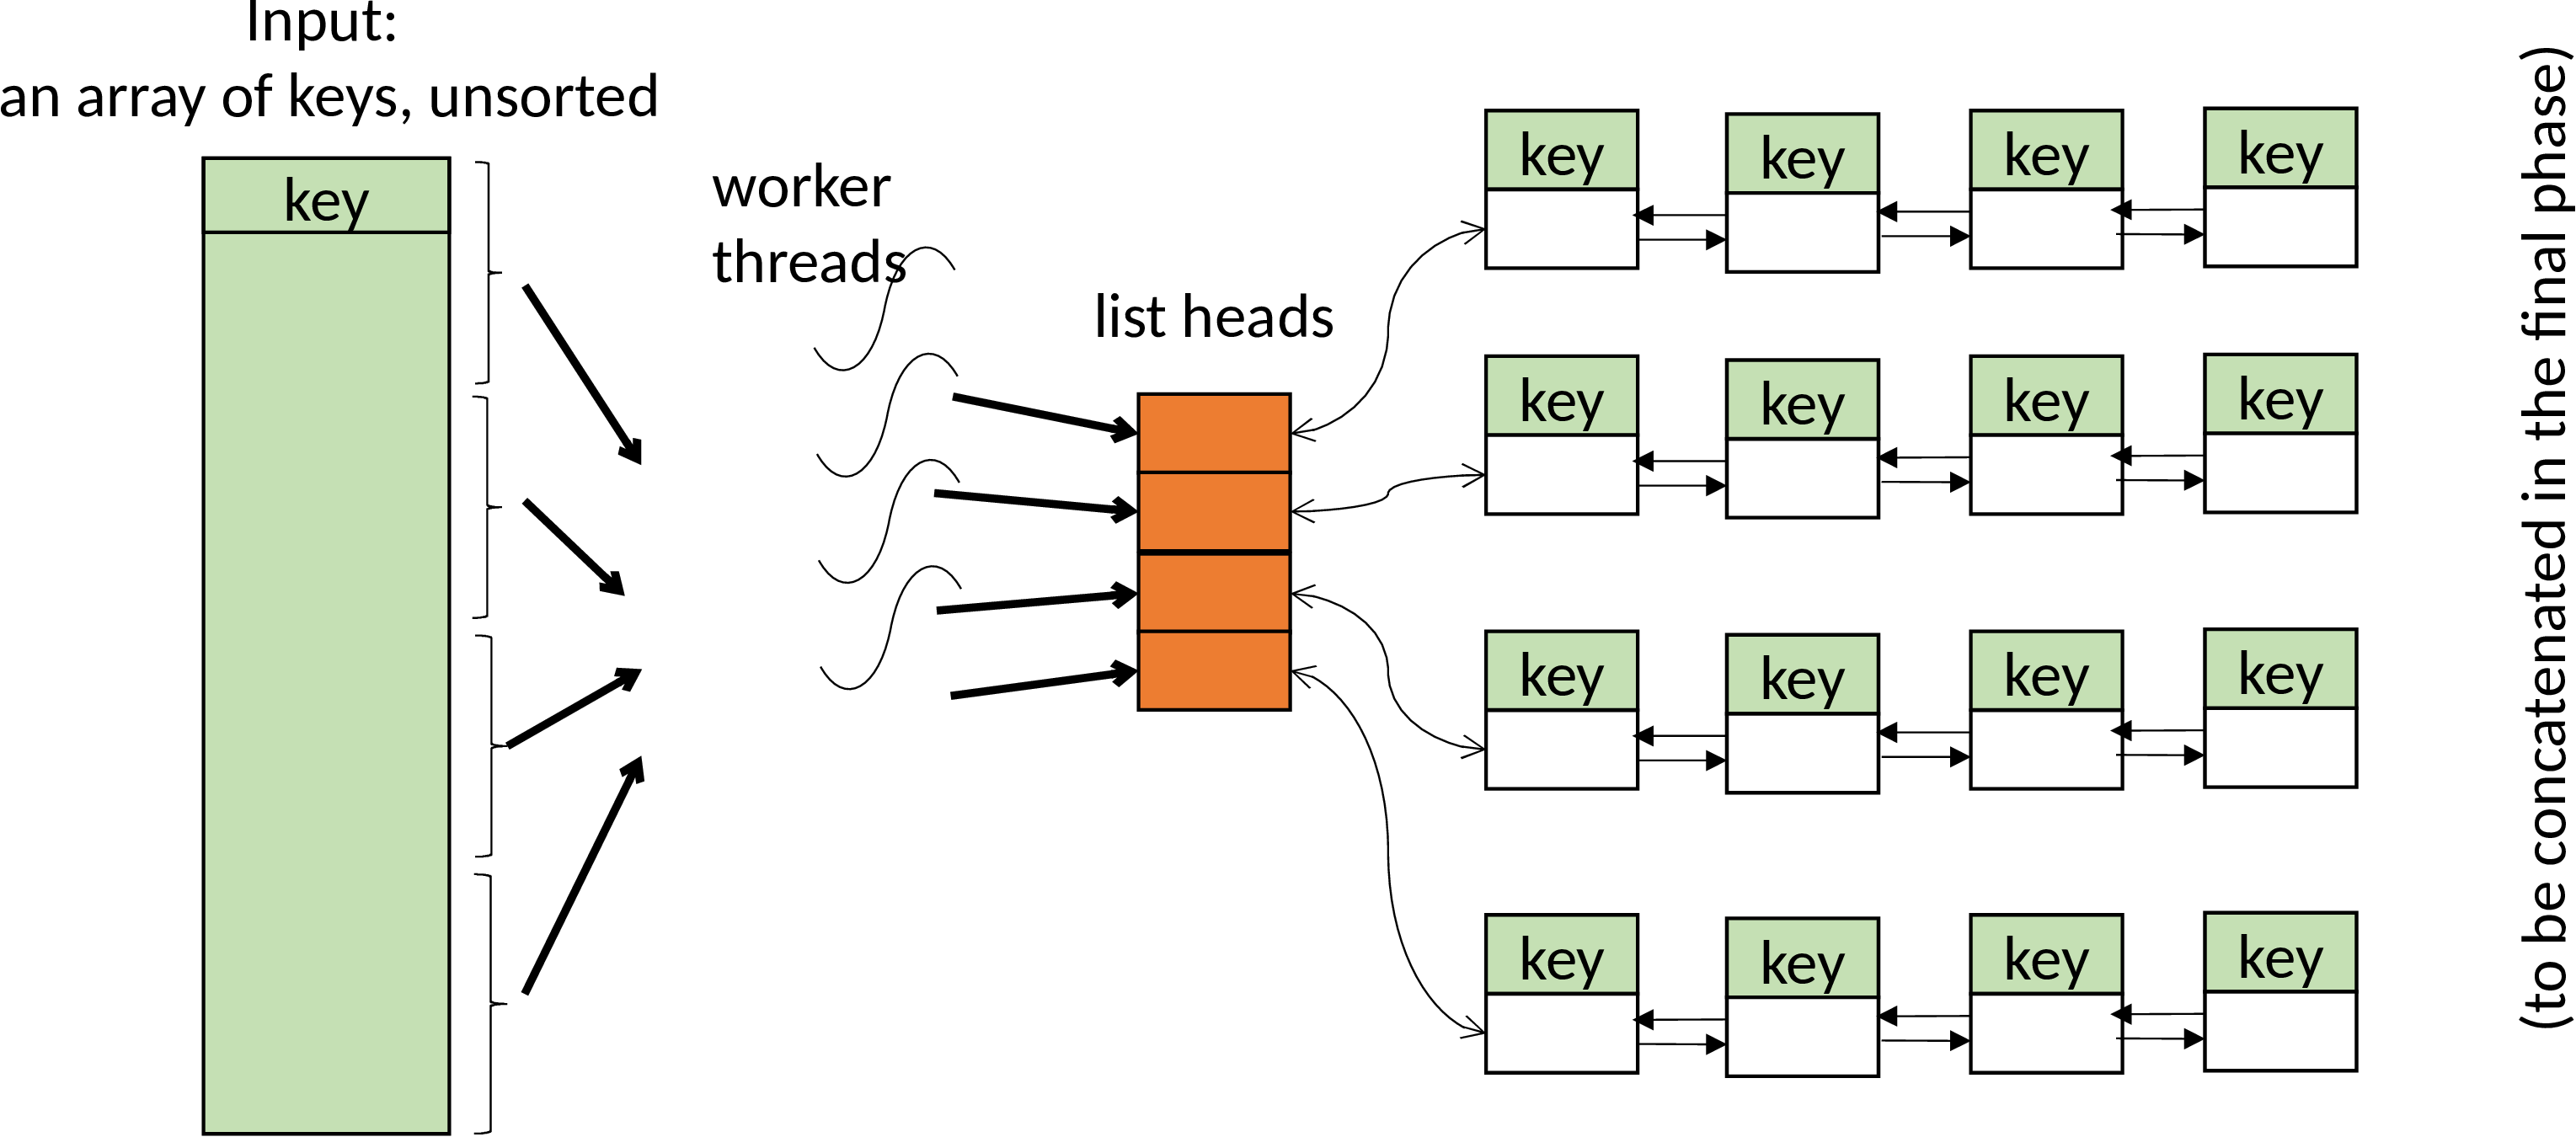 Input:
an array of keys, unsorted
key
worker
threads
list heads
key key key key
key key key key
key key key key
key key key key
(to be concatenated in the final phase)